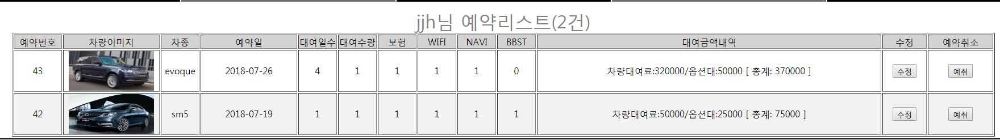 jjh님 예약리스트(2건)
예약번호 차량이미지 차종 예약일 대여일수 대여수량 보험 WIFI NAVI BBST 대여금액내역 수정 예약취소
43 evoque 2018-07-26 4 1 1 1 1 0 차량대여료:320000/옵션대:50000 [ 총계: 370000 ] 수정 예취
42 sm5 2018-07-19 1 1 1 1 1 1 차량대여료:50000/옵션대:25000 [ 총계: 75000 ] 수정 예취